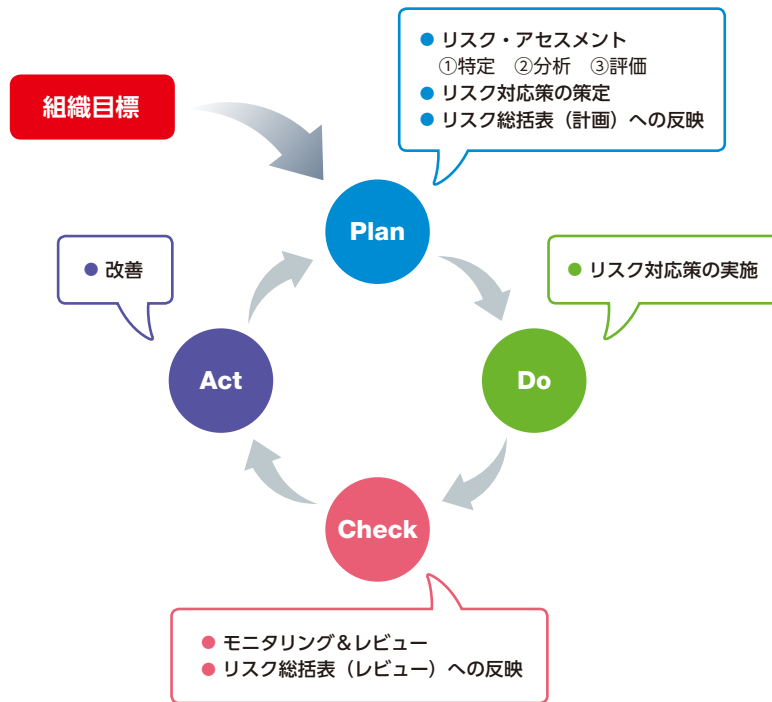 ● リスク・アセスメント
①特定　②分析　③評価
● リスク対応策の策定
● リスク総括表（計画）への反映
組織目標
Plan
● 改善
● リスク対応策の実施
Act
Do
Check
● モニタリング＆レビュー
● リスク総括表（レビュー）への反映